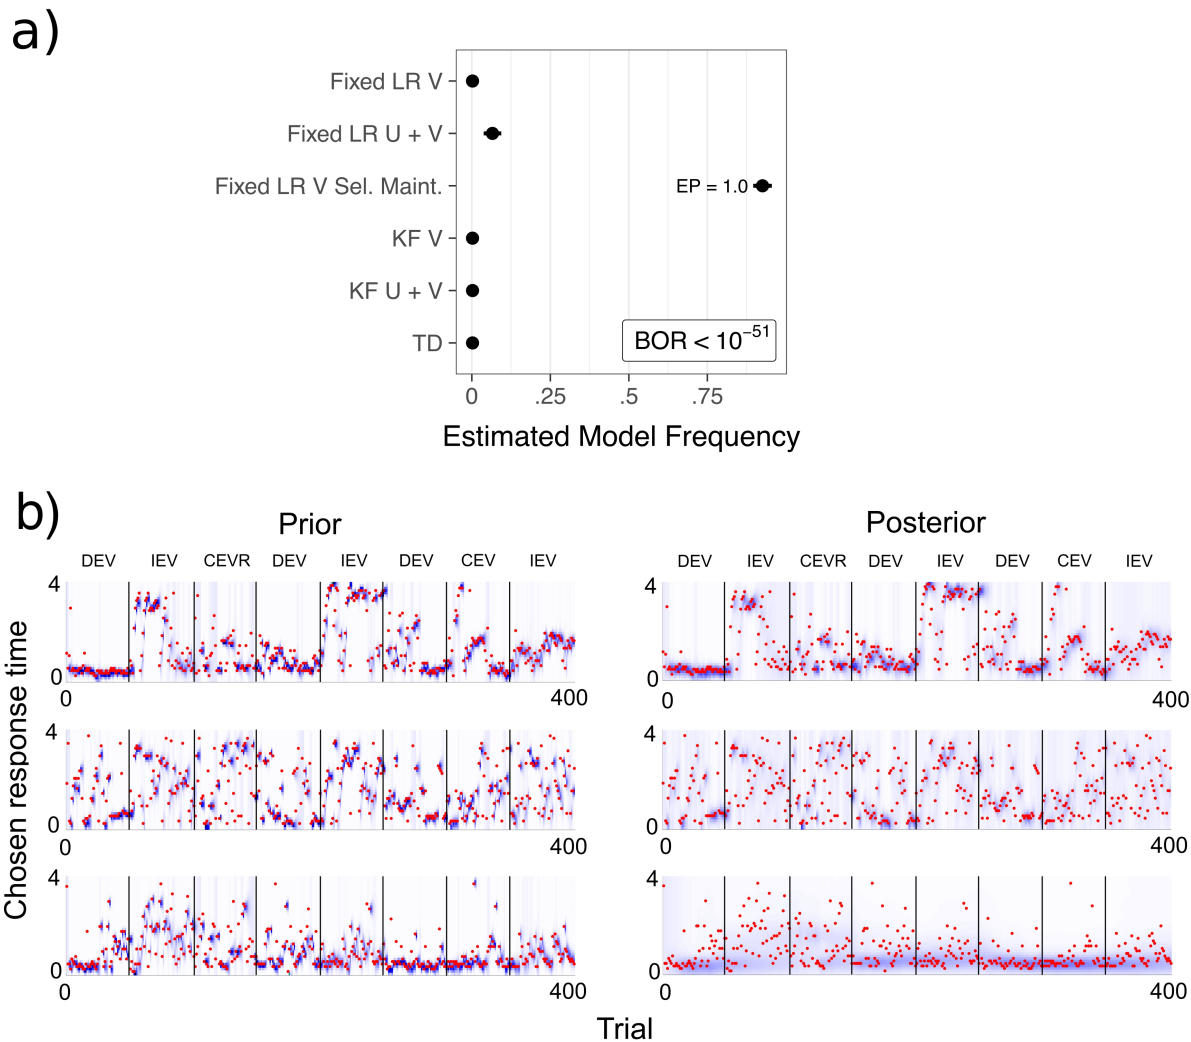 a)
Fixed LR V
Fixed LR U + V
Fixed LR V Sel. Maint.
EP = 1.0
KF V
KF U + V
TD
BOR < 10⁻⁵¹
0 .25 .5 .75
Estimated Model Frequency
b)
Prior Posterior
DEV IEV CEVR DEV IEV DEV CEV IEV DEV IEV CEVR DEV IEV DEV CEV IEV
4 4
0 0
0 400 0 400
4 4
0 0
0 400 0 400
4 4
0 0
0 400 0 400
Chosen response time
Trial